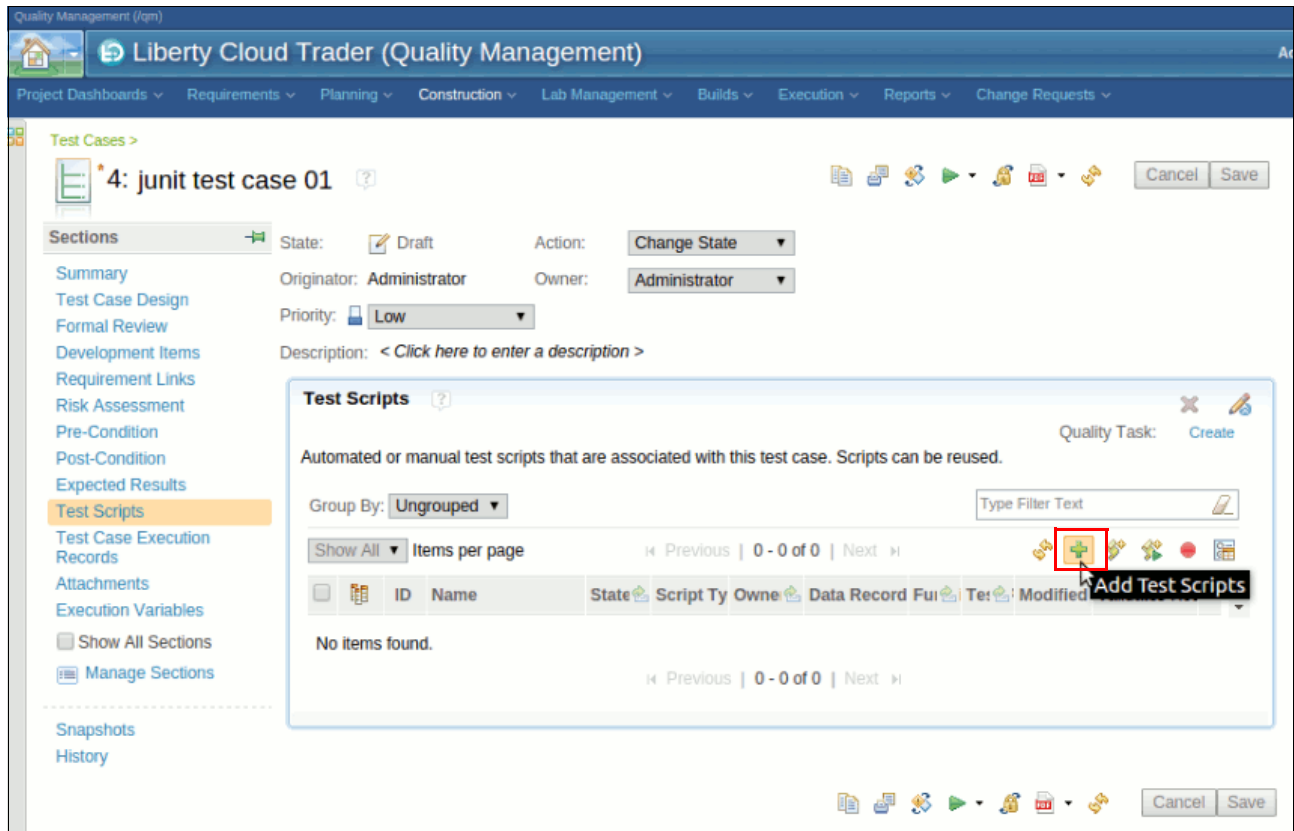 Quality Management (/qm)
Liberty Cloud Trader (Quality Management)
Project Dashboards Requirements Planning Construction Lab Management Builds Execution Reports Change Requests
Test Cases >
*4: junit test case 01 ?
Cancel Save
Sections
Summary
Test Case Design
Formal Review
Development Items
Requirement Links
Risk Assessment
Pre-Condition
Post-Condition
Expected Results
Test Scripts
Test Case Execution
Records
Attachments
Execution Variables
Show All Sections
Manage Sections
Snapshots
History
State: Draft Action: Change State
Originator: Administrator Owner: Administrator
Priority: Low
Description: < Click here to enter a description >
Test Scripts ?
Quality Task: Create
Automated or manual test scripts that are associated with this test case. Scripts can be reused.
Group By: Ungrouped Type Filter Text
Show All Items per page Previous | 0 - 0 of 0 | Next
Add Test Scripts
ID Name State Script Ty Owne Data Record Fu Te Modified
No items found.
Previous | 0 - 0 of 0 | Next
Cancel Save